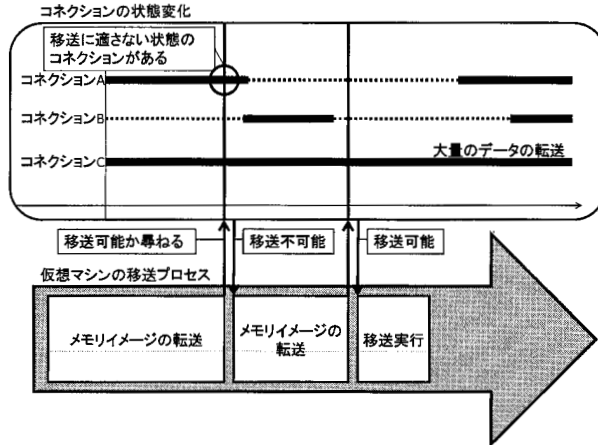 コネクションの状態変化
移送に適さない状態の
コネクションがある
コネクションA
コネクションB
コネクションC
大量のデータの転送
移送可能か尋ねる
移送不可能
移送可能
仮想マシンの移送プロセス
メモリイメージの転送
メモリイメージの
転送
移送実行